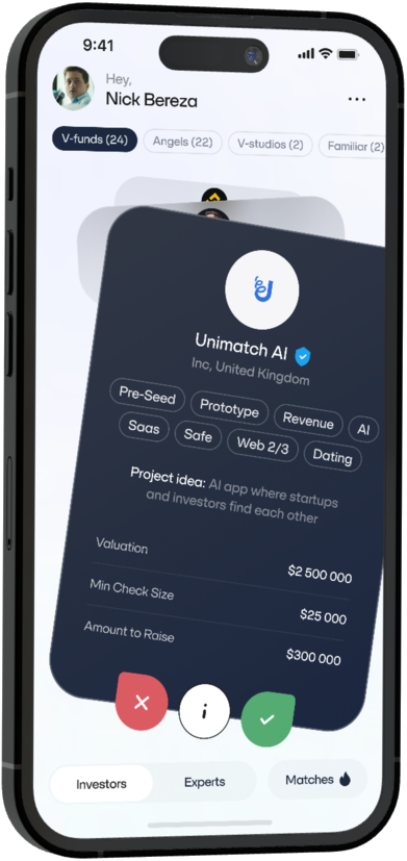 9:41
Hey,
Nick Bereza
V-funds (24) Angels (22) V-studios (2) Familiar (2)
Unimatch AI
Inc, United Kingdom
Pre-Seed Prototype Revenue AI
Saas Safe Web 2/3 Dating
Project idea: AI app where startups
and investors find each other
Valuation $2 500 000
Min Check Size $25 000
Amount to Raise $300 000
i
Investors Experts Matches